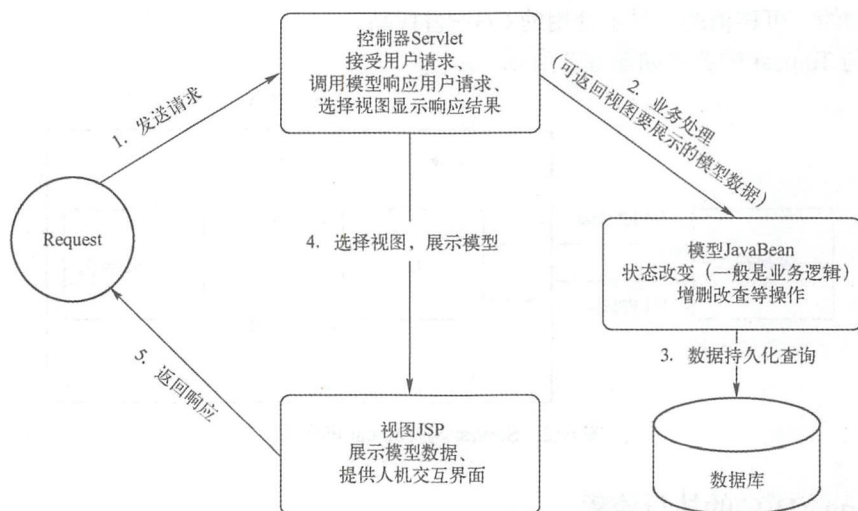 控制器Servlet
接受用户请求、
调用模型响应用户请求、
选择视图显示响应结果
1. 发送请求
2. 业务处理
(可返回视图要展示的模型数据)
Request
4. 选择视图，展示模型
模型JavaBean
状态改变（一般是业务逻辑）
增删改查等操作
3. 数据持久化查询
5. 返回响应
视图JSP
展示模型数据、
提供人机交互界面
数据库